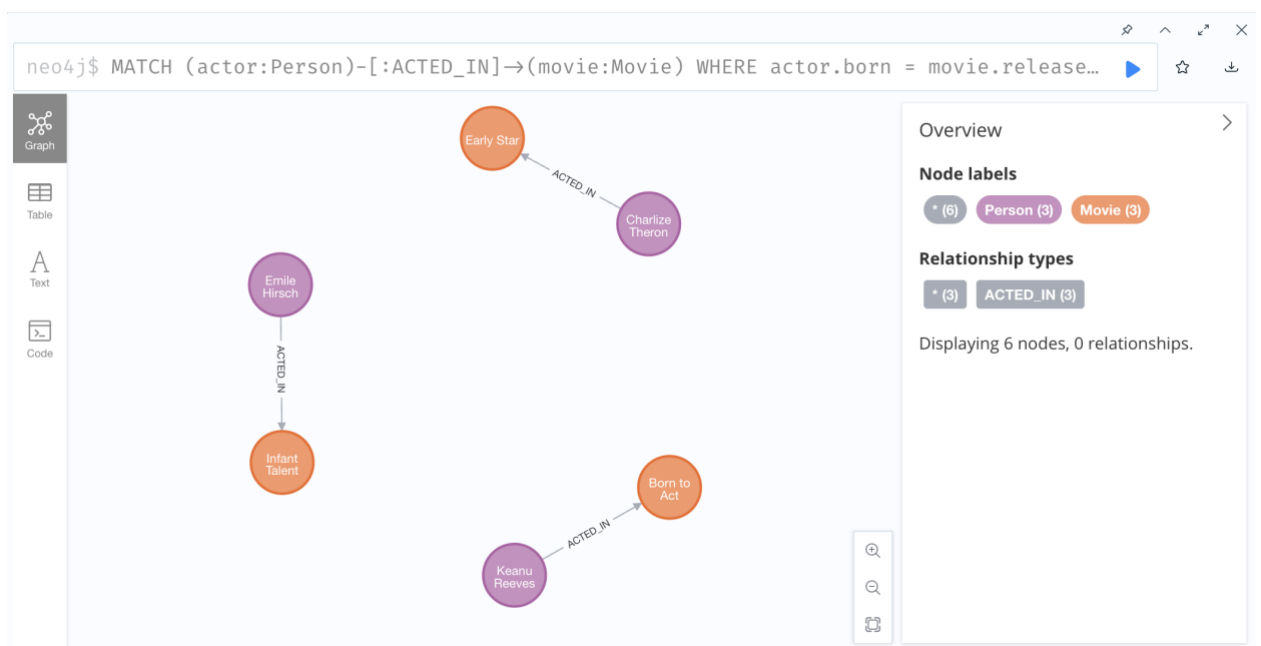 neo4j$ MATCH (actor:Person)-[:ACTED_IN]→(movie:Movie) WHERE actor.born = movie.release…
Graph
Table
Text
Code
Early Star
ACTED_IN
Charlize
Theron
Emile
Hirsch
ACTED_IN
Infant
Talent
Born to
Act
ACTED_IN
Keanu
Reeves
Overview
Node labels
* (6) Person (3) Movie (3)
Relationship types
* (3) ACTED_IN (3)
Displaying 6 nodes, 0 relationships.